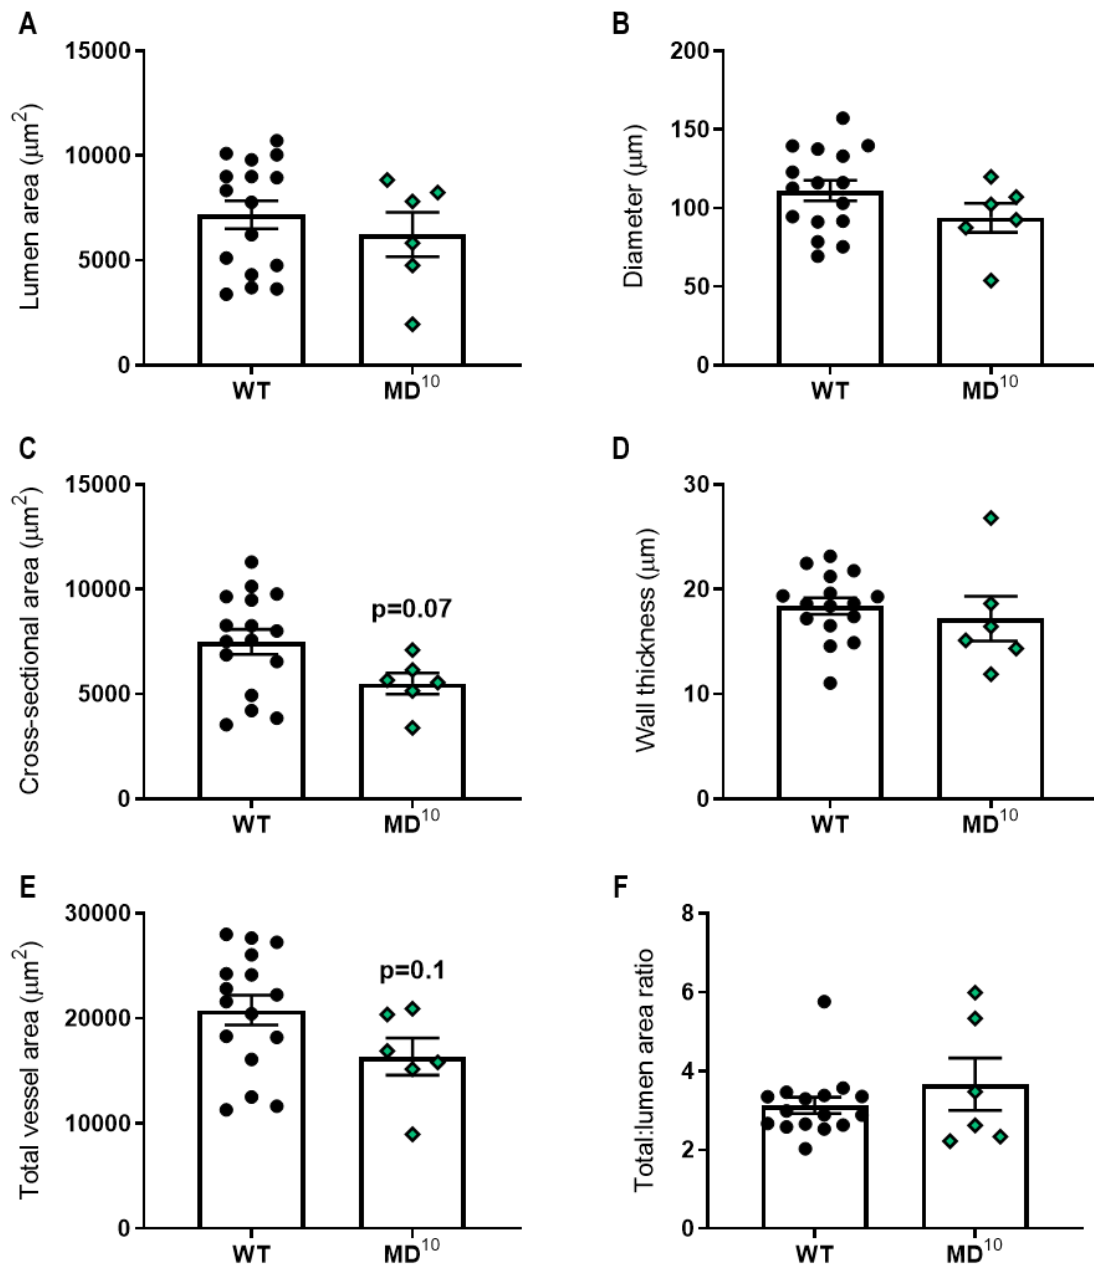 A
Lumen area (μm²)
15000
10000
5000
0
WT
MD¹⁰
B
Diameter (μm)
200
150
100
50
0
WT
MD¹⁰
C
Cross-sectional area (μm²)
15000
10000
5000
0
p=0.07
WT
MD¹⁰
D
Wall thickness (μm)
30
20
10
0
WT
MD¹⁰
E
Total vessel area (μm²)
30000
20000
10000
0
p=0.1
WT
MD¹⁰
F
Total:lumen area ratio
8
6
4
2
0
WT
MD¹⁰